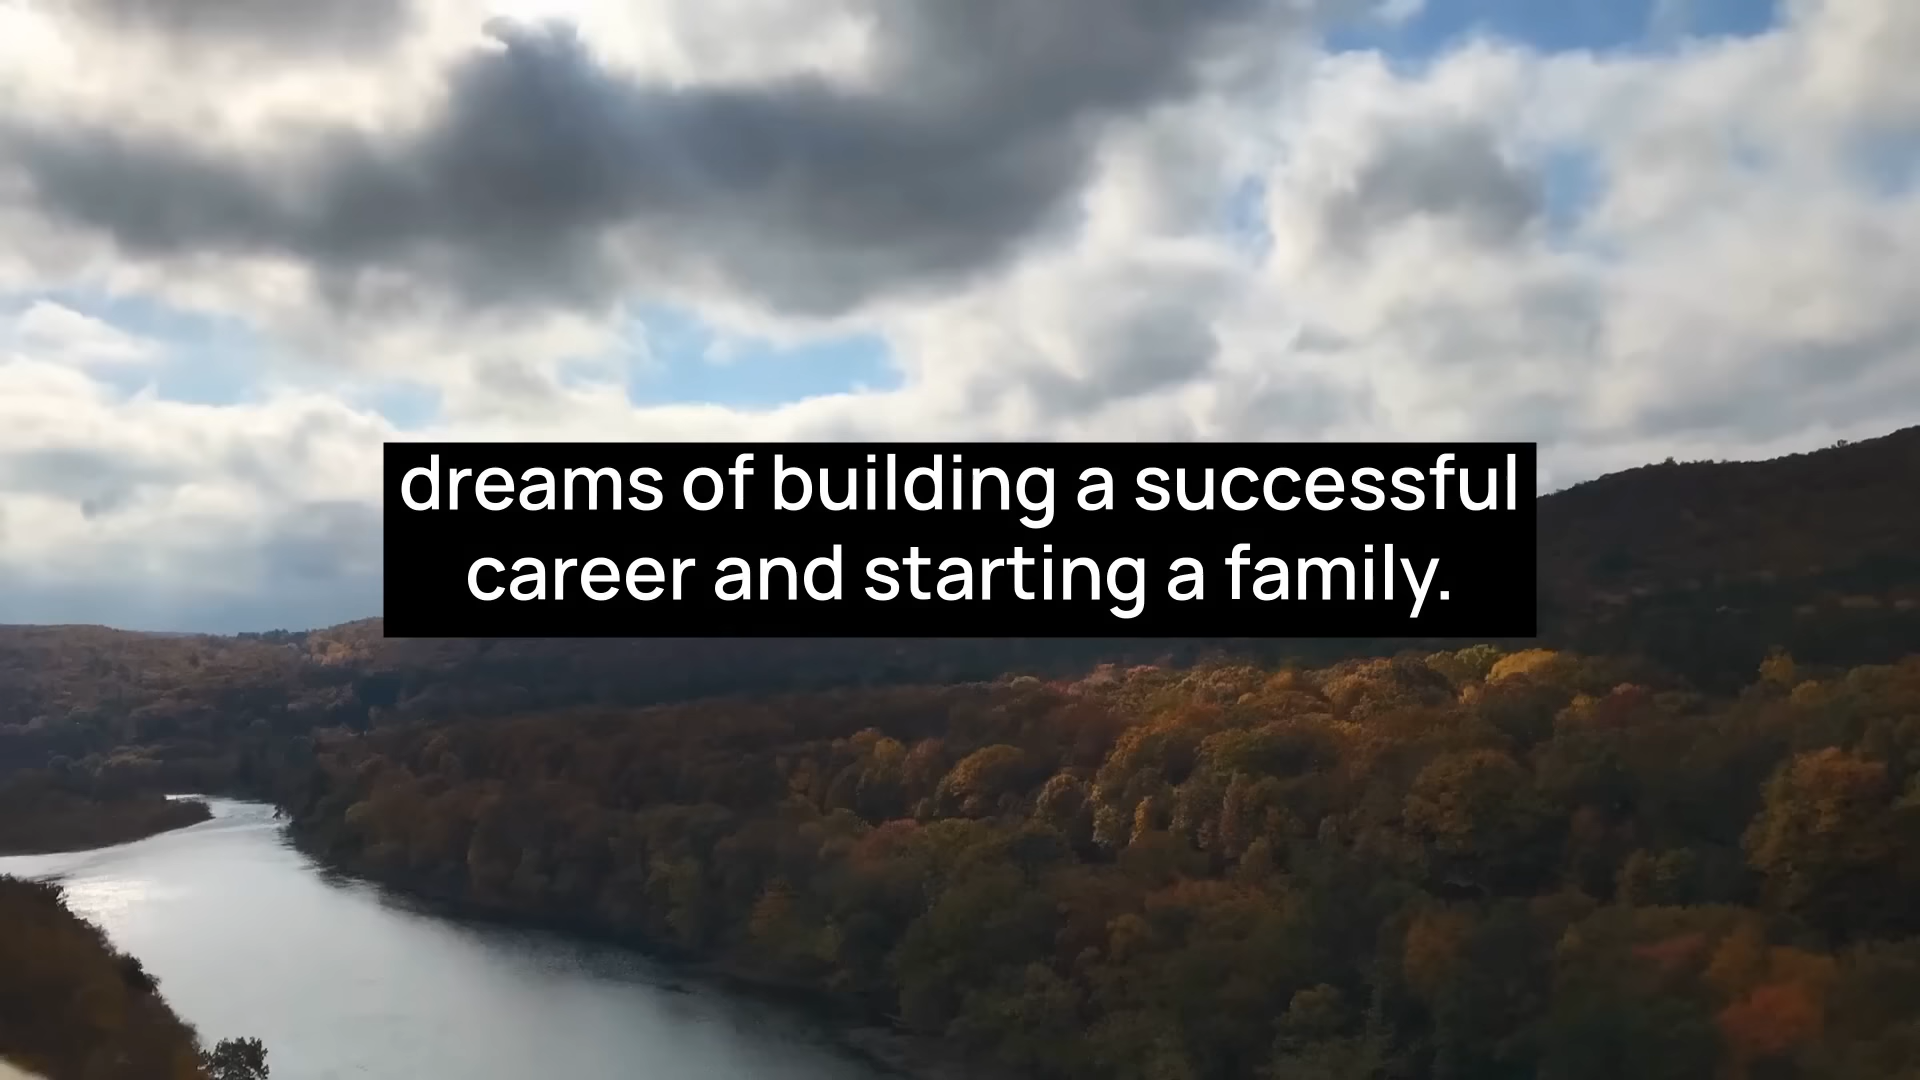 dreams of building a successful
career and starting a family.